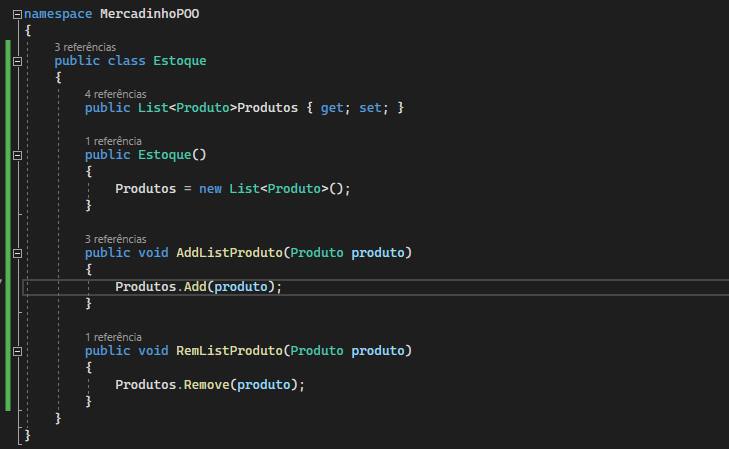 namespace MercadinhoPOO
{
3 referências
public class Estoque
{
4 referências
public List<Produto>Produtos { get; set; }
1 referência
public Estoque()
{
Produtos = new List<Produto>();
}
3 referências
public void AddListProduto(Produto produto)
{
Produtos.Add(produto);
}
1 referência
public void RemListProduto(Produto produto)
{
Produtos.Remove(produto);
}
}
}